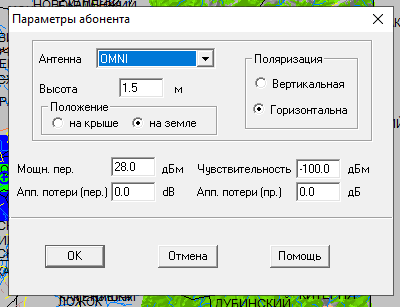 Параметры абонента
Антенна OMNI
Высота 1.5 м
Положение
на крыше на земле
Поляризация
Вертикальная
Горизонтальна
Мощн. пер. 28.0 дБм Чувствительность -100.0 дБм
Апп. потери (пер.) 0.0 dB Апп. потери (пр.) 0.0 дБ
OK Отмена Помощь
ЛУБИНСКИЙ